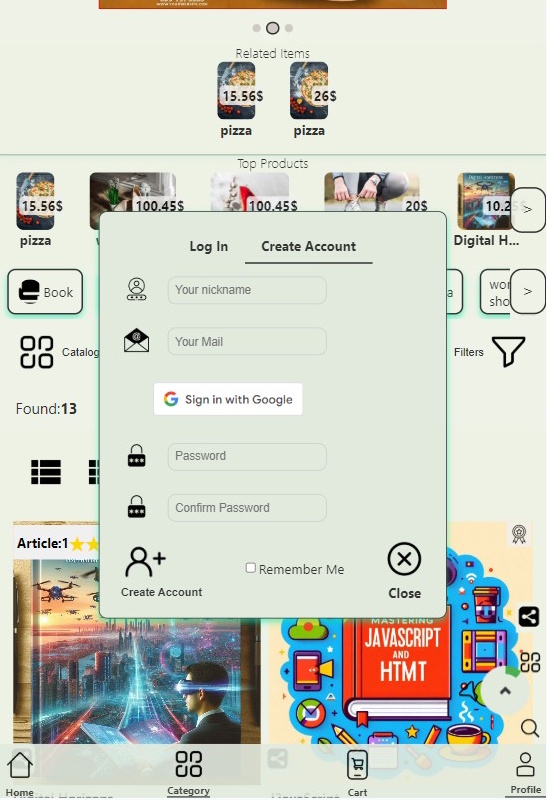 Related Items
15.56$
26$
pizza
pizza
Top Products
15.56$
100.45$
100.45$
20$
10.2
>
pizza
Digital H...
Log In
Create Account
Book
>
Your nickname
Your Mail
Catalog
Filters
Sign in with Google
Found:13
Password
Confirm Password
Article:1
Remember Me
Create Account
Close
MASTERING
JAVASCRIPT
AND
HTMT
Home
Category
Cart
Profile